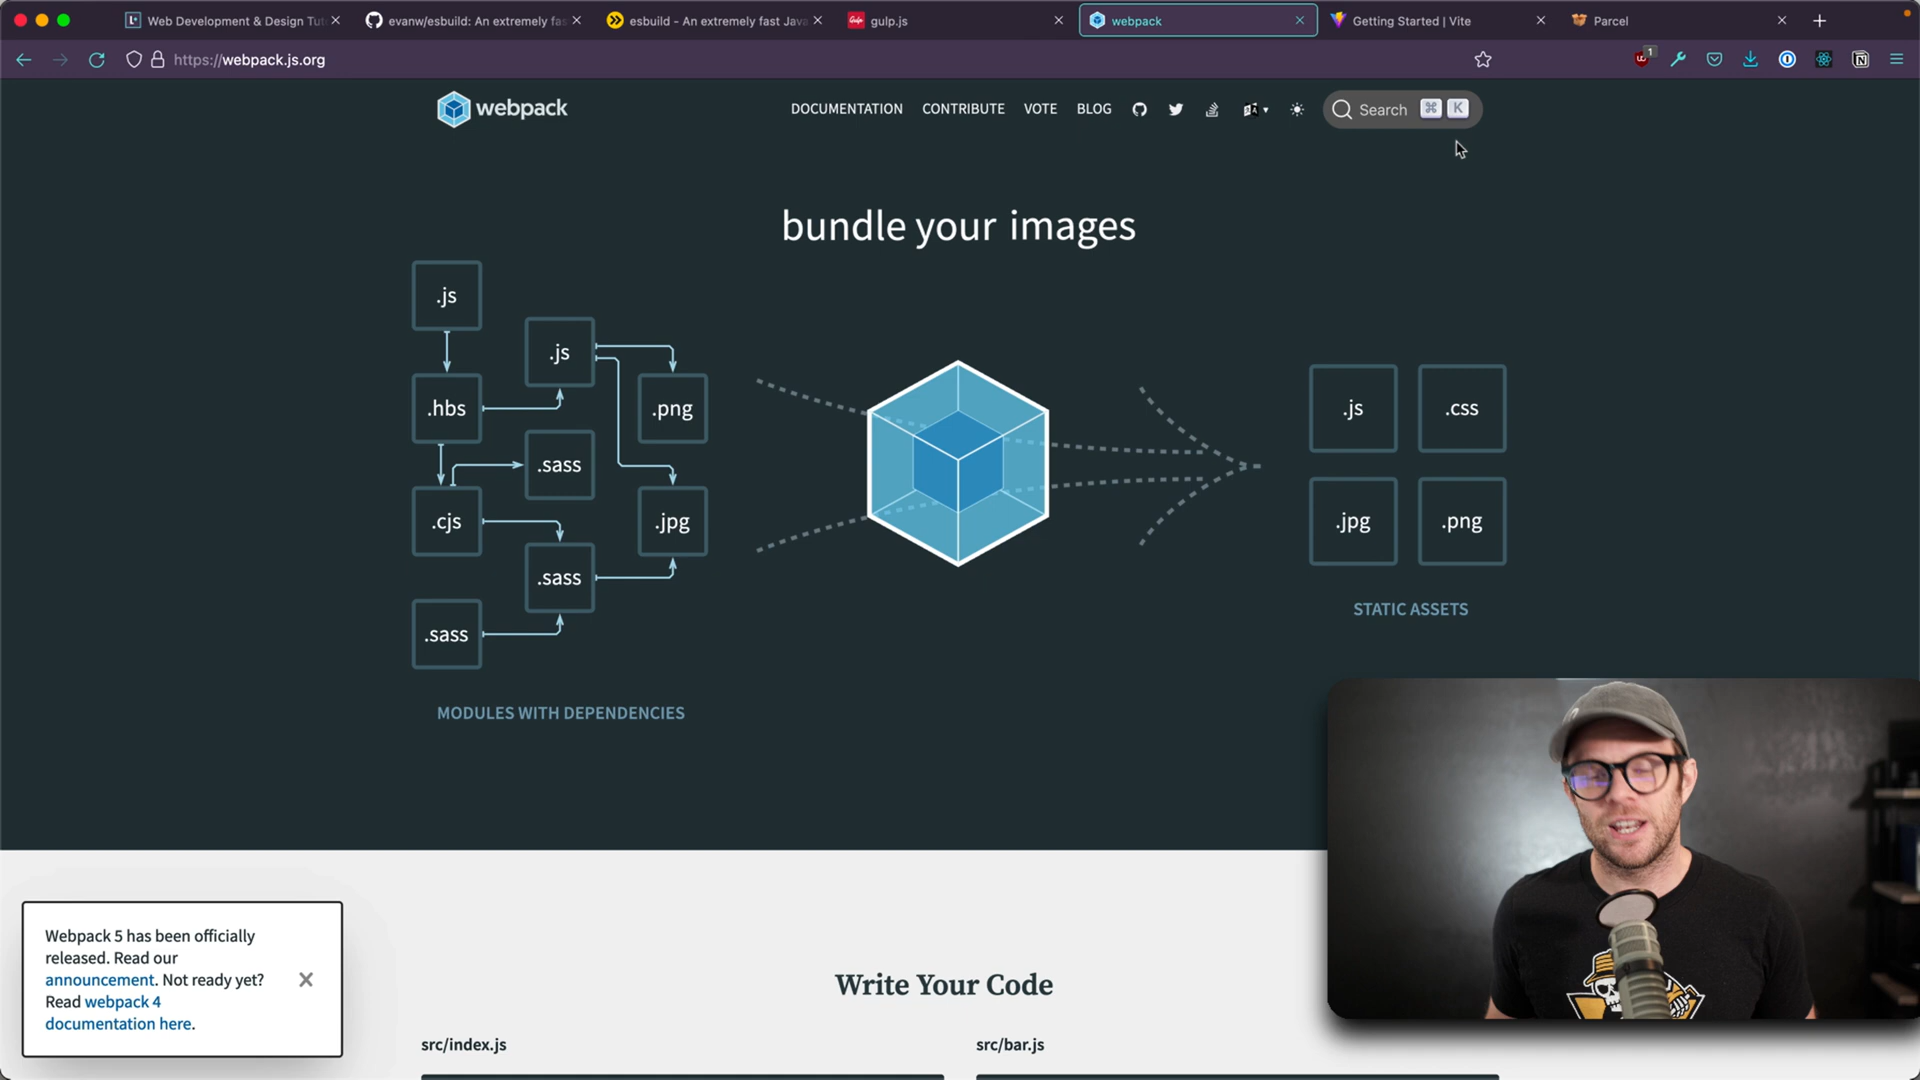 Web Development & Design Tut
evanw/esbuild: An extremely fas
esbuild - An extremely fast Java
Gulp
gulp.js
webpack
Getting Started | Vite
Parcel
https://webpack.js.org
1
webpack
DOCUMENTATION
CONTRIBUTE
VOTE
BLOG
Search
⌘ K
bundle your images
.js
.js
.hbs
.png
.sass
.cjs
.jpg
.sass
.sass
MODULES WITH DEPENDENCIES
.js
.css
.jpg
.png
STATIC ASSETS
Webpack 5 has been officially
released. Read our
announcement. Not ready yet?
Read webpack 4
documentation here.
Write Your Code
src/index.js
src/bar.js